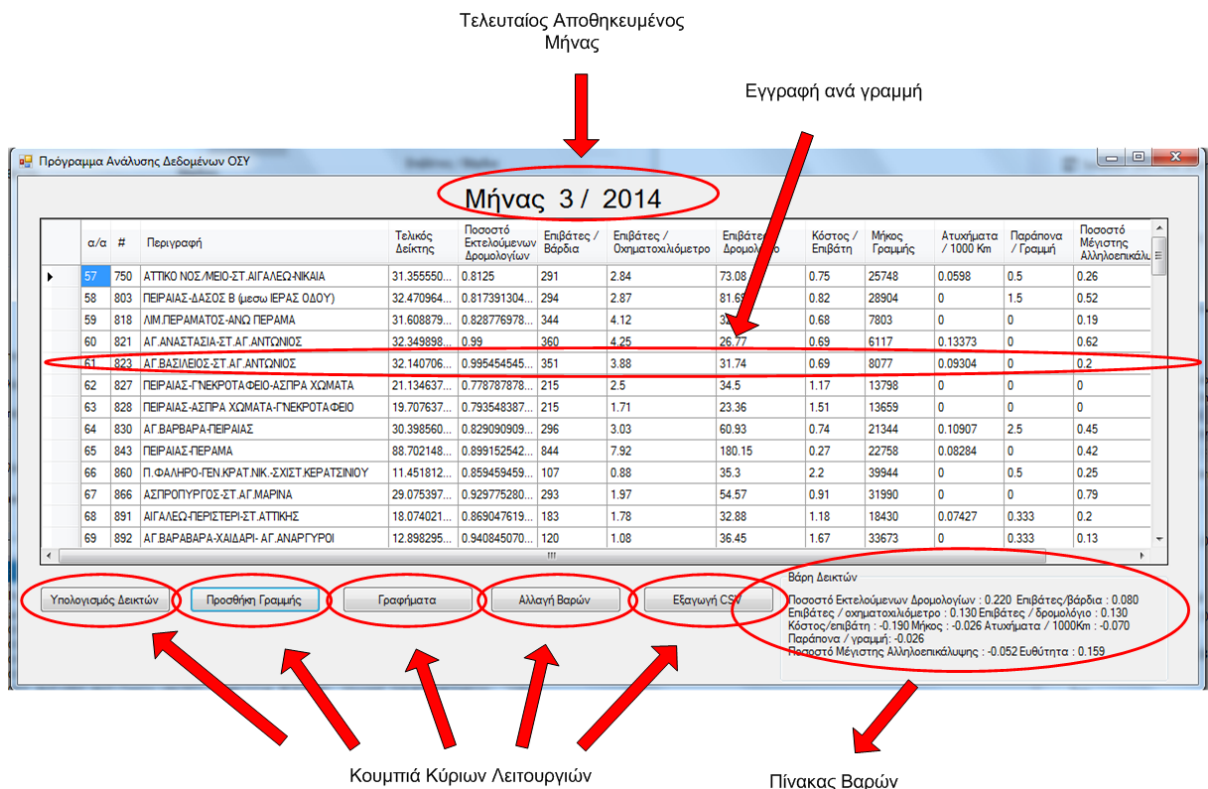 Τελευταίος Αποθηκευμένος
Μήνας
Εγγραφή ανά γραμμή
Πρόγραμμα Ανάλυσης Δεδομένων ΟΣΥ
Μήνας 3 / 2014
α/α # Περιγραφή Τελικός Δείκτης Ποσοστό Εκτελούμενων Δρομολογίων Επιβάτες / Βάρδια Επιβάτες / Οχηματοχιλιόμετρο Επιβάτες Κόστος / Επιβάτη Μήκος Γραμμής Ατυχήματα / 1000 Km Παράπονα / Γραμμή Ποσοστό Μέγιστης Αλληλοεπικάλυ
57 750 ΑΤΤΙΚΟ ΝΟΣ./ΜΕΙΟ-ΣΤ.ΑΙΓΑΛΕΩ-ΝΙΚΑΙΑ 31.355550... 0.8125 291 2.84 73.08 0.75 25748 0.0598 0.5 0.26
58 803 ΠΕΙΡΑΙΑΣ-ΔΑΣΟΣ Β (μεσω ΙΕΡΑΣ ΟΔΟΥ) 32.470964... 0.817391304... 294 2.87 0.82 28904 0 1.5 0.52
59 818 ΛΙΜ.ΠΕΡΑΜΑΤΟΣ-ΑΝΩ ΠΕΡΑΜΑ 31.608879... 0.828776978... 344 4.12 0.68 7803 0 0 0.19
60 821 ΑΓ.ΑΝΑΣΤΑΣΙΑ-ΣΤ.ΑΓ.ΑΝΤΩΝΙΟΣ 32.349898... 0.99 360 4.25 26.77 0.69 6117 0.13373 0 0.62
61 823 ΑΓ.ΒΑΣΙΛΕΙΟΣ-ΣΤ.ΑΓ.ΑΝΤΩΝΙΟΣ 32.140706... 0.995454545... 351 3.88 31.74 0.69 8077 0.09304 0 0.2
62 827 ΠΕΙΡΑΙΑΣ-Γ'ΝΕΚΡΟΤΑΦΕΙΟ-ΑΣΠΡΑ ΧΩΜΑΤΑ 21.134637... 0.778787878... 215 2.5 34.5 1.17 13798 0 0 0
63 828 ΠΕΙΡΑΙΑΣ-ΑΣΠΡΑ ΧΩΜΑΤΑ-Γ'ΝΕΚΡΟΤΑΦΕΙΟ 19.707637... 0.793548387... 215 1.71 23.36 1.51 13659 0 0 0
64 830 ΑΓ.ΒΑΡΒΑΡΑ-ΠΕΙΡΑΙΑΣ 30.398560... 0.829090909... 296 3.03 60.93 0.74 21344 0.10907 2.5 0.45
65 843 ΠΕΙΡΑΙΑΣ-ΠΕΡΑΜΑ 88.702148... 0.899152542... 844 7.92 180.15 0.27 22758 0.08284 0 0.42
66 860 Π.ΦΑΛΗΡΟ-ΓΕΝ.ΚΡΑΤ.ΝΙΚ.-ΣΧΙΣΤ.ΚΕΡΑΤΣΙΝΙΟΥ 11.451812... 0.859459459... 107 0.88 35.3 2.2 39944 0 0.5 0.25
67 866 ΑΣΠΡΟΠΥΡΓΟΣ-ΣΤ.ΑΓ.ΜΑΡΙΝΑ 29.075397... 0.929775280... 293 1.97 54.57 0.91 31990 0 0 0.79
68 891 ΑΙΓΑΛΕΩ-ΠΕΡΙΣΤΕΡΙ-ΣΤ.ΑΤΤΙΚΗΣ 18.074021... 0.869047619... 183 1.78 32.88 1.18 18430 0.07427 0.333 0.2
69 892 ΑΓ.ΒΑΡΑΒΑΡΑ-ΧΑΙΔΑΡΙ- ΑΓ.ΑΝΑΡΓΥΡΟΙ 12.898295... 0.940845070... 120 1.08 36.45 1.67 33673 0 0.333 0.13
Υπολογισμός Δεικτών Προσθήκη Γραμμής Γραφήματα Αλλαγή Βαρών Εξαγωγή CSV
Βάρη Δεικτών
Ποσοστό Εκτελούμενων Δρομολογίων : 0.220 Επιβάτες/βάρδια : 0.080
Επιβάτες / οχηματοχιλιόμετρο : 0.130 Επιβάτες / δρομολόγιο : 0.130
Κόστος/επιβάτη : -0.190 Μήκος : -0.026 Ατυχήματα / 1000Km : -0.070
Παράπονα / γραμμή: -0.026
Ποσοστό Μέγιστης Αλληλοεπικάλυψης : -0.052 Ευθύτητα : 0.159
Κουμπιά Κύριων Λειτουργιών
Πίνακας Βαρών